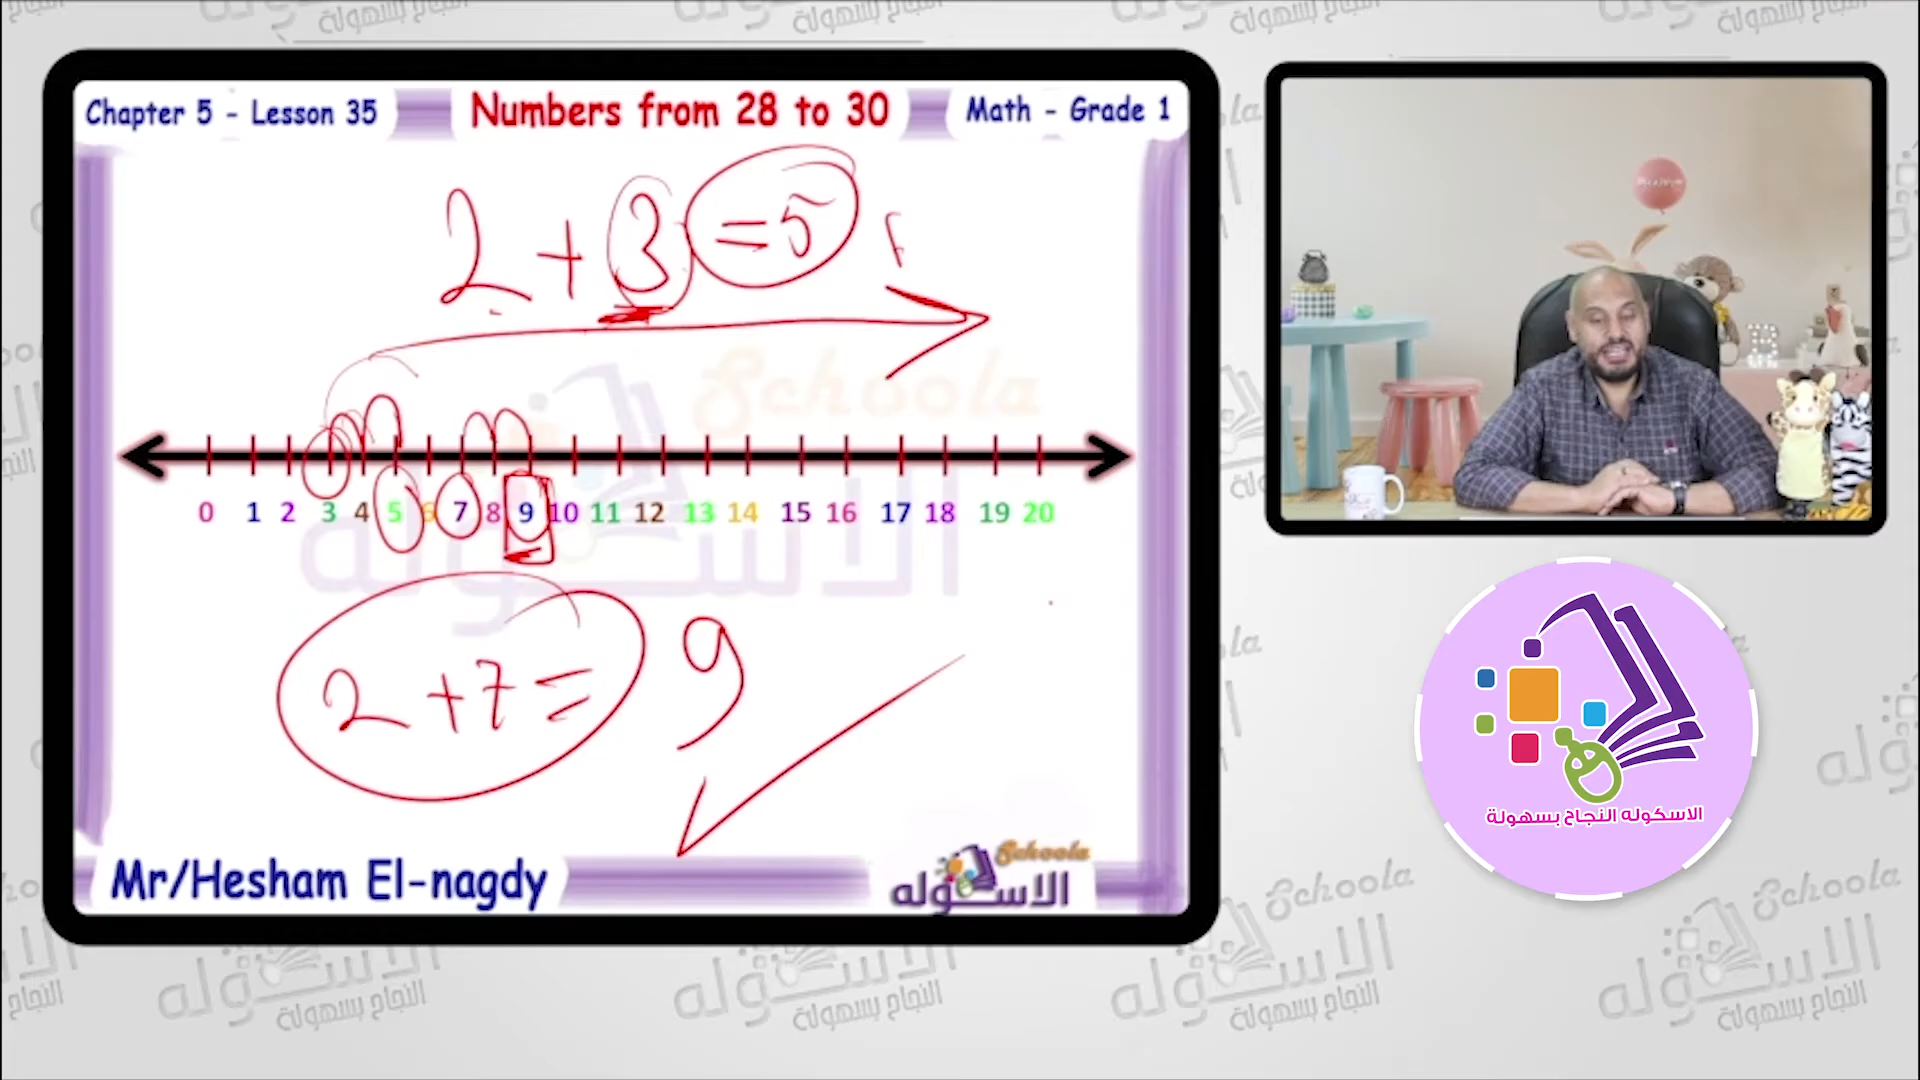 Chapter 5 - Lesson 35
Numbers from 28 to 30
Math - Grade 1
2 + 3 = 5
Schoola
0 1 2 3 4 5 6 7 8 9 10 11 12 13 14 15 16 17 18 19 20
الاسكوله
2 + 7 = 9
Mr/Hesham El-nagdy
Schoola
الاسكوله
الاسكوله النجاح بسهولة